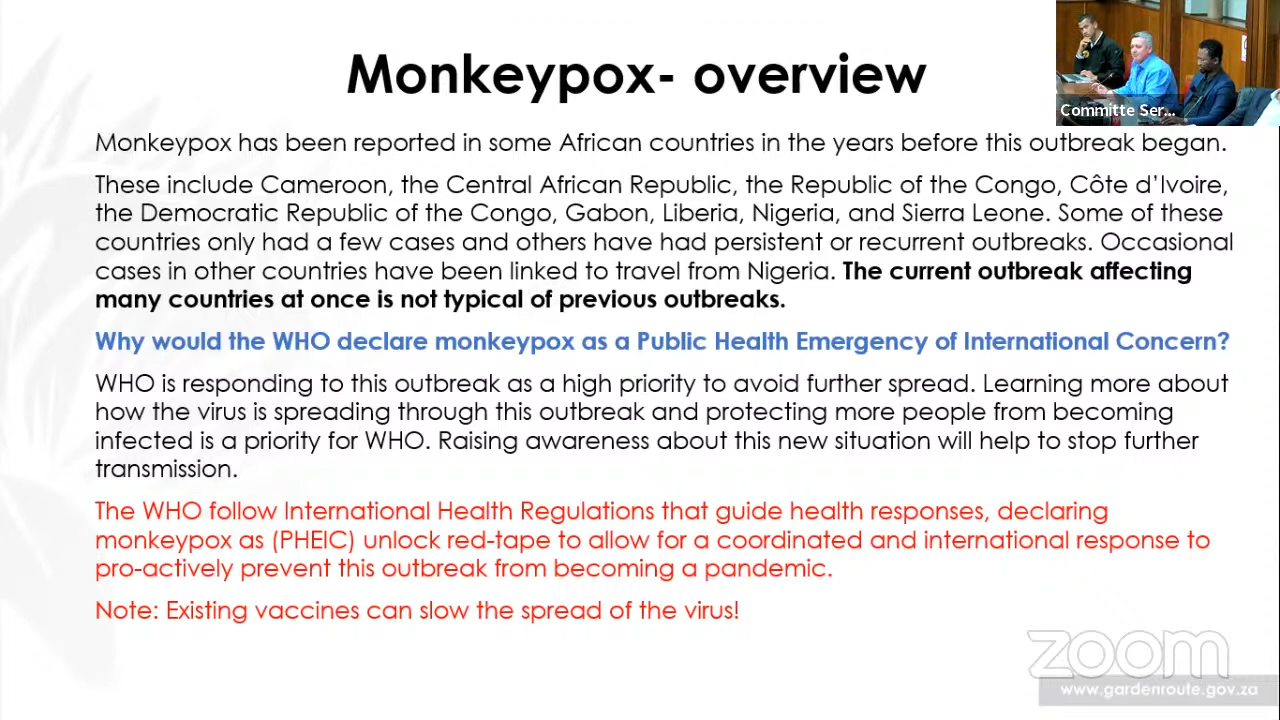 Monkeypox- overview
Committe Ser...
Monkeypox has been reported in some African countries in the years before this outbreak began.
These include Cameroon, the Central African Republic, the Republic of the Congo, Côte d’Ivoire,
the Democratic Republic of the Congo, Gabon, Liberia, Nigeria, and Sierra Leone. Some of these
countries only had a few cases and others have had persistent or recurrent outbreaks. Occasional
cases in other countries have been linked to travel from Nigeria. The current outbreak affecting
many countries at once is not typical of previous outbreaks.
Why would the WHO declare monkeypox as a Public Health Emergency of International Concern?
WHO is responding to this outbreak as a high priority to avoid further spread. Learning more about
how the virus is spreading through this outbreak and protecting more people from becoming
infected is a priority for WHO. Raising awareness about this new situation will help to stop further
transmission.
The WHO follow International Health Regulations that guide health responses, declaring
monkeypox as (PHEIC) unlock red-tape to allow for a coordinated and international response to
pro-actively prevent this outbreak from becoming a pandemic.
Note: Existing vaccines can slow the spread of the virus!
zoom
www.gardenroute.gov.za